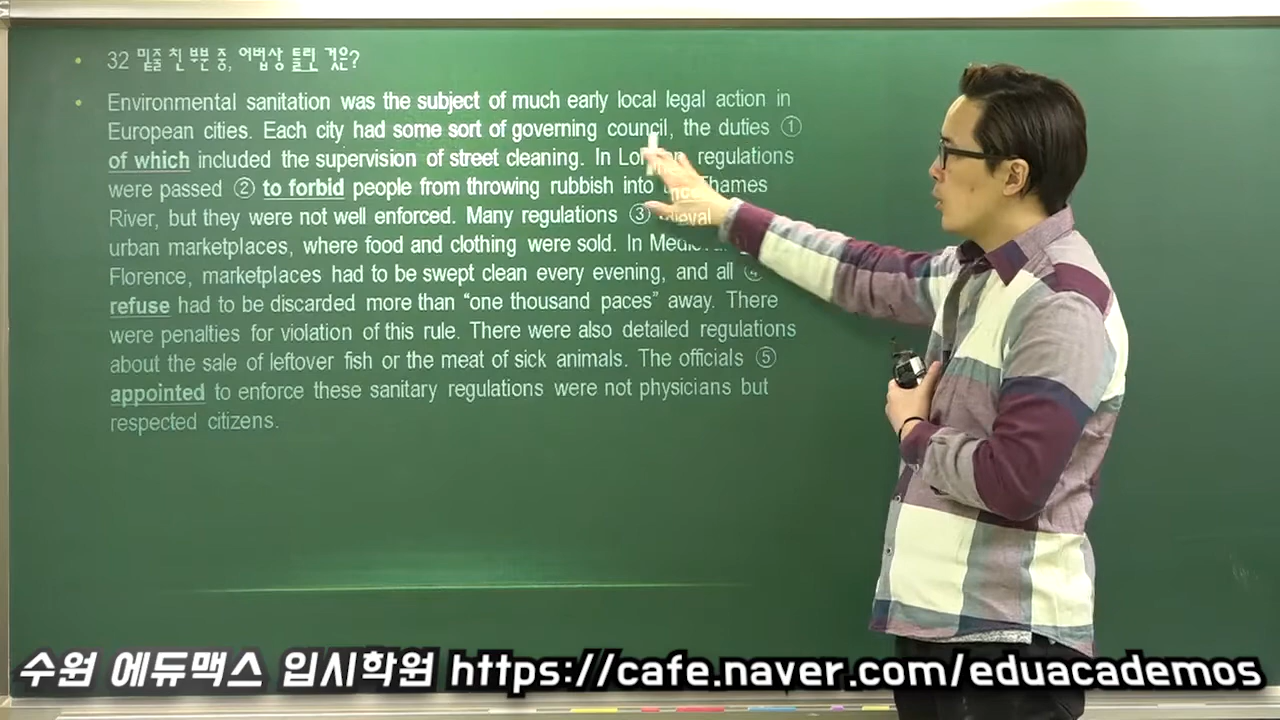 32 밑줄 친 부분 중, 어법상 틀린 것은?
Environmental sanitation was the subject of much early local legal action in
European cities. Each city had some sort of governing council, the duties ①
of which included the supervision of street cleaning. In regulations
were passed ② to forbid people from throwing rubbish into Thames
River, but they were not well enforced. Many regulations ③
urban marketplaces, where food and clothing were sold. In
Florence, marketplaces had to be swept clean every evening, and all ④
refuse had to be discarded more than “one thousand paces” away. There
were penalties for violation of this rule. There were also detailed regulations
about the sale of leftover fish or the meat of sick animals. The officials ⑤
appointed to enforce these sanitary regulations were not physicians but
respected citizens.
수원 에듀맥스 입시학원 https://cafe.naver.com/eduacademos